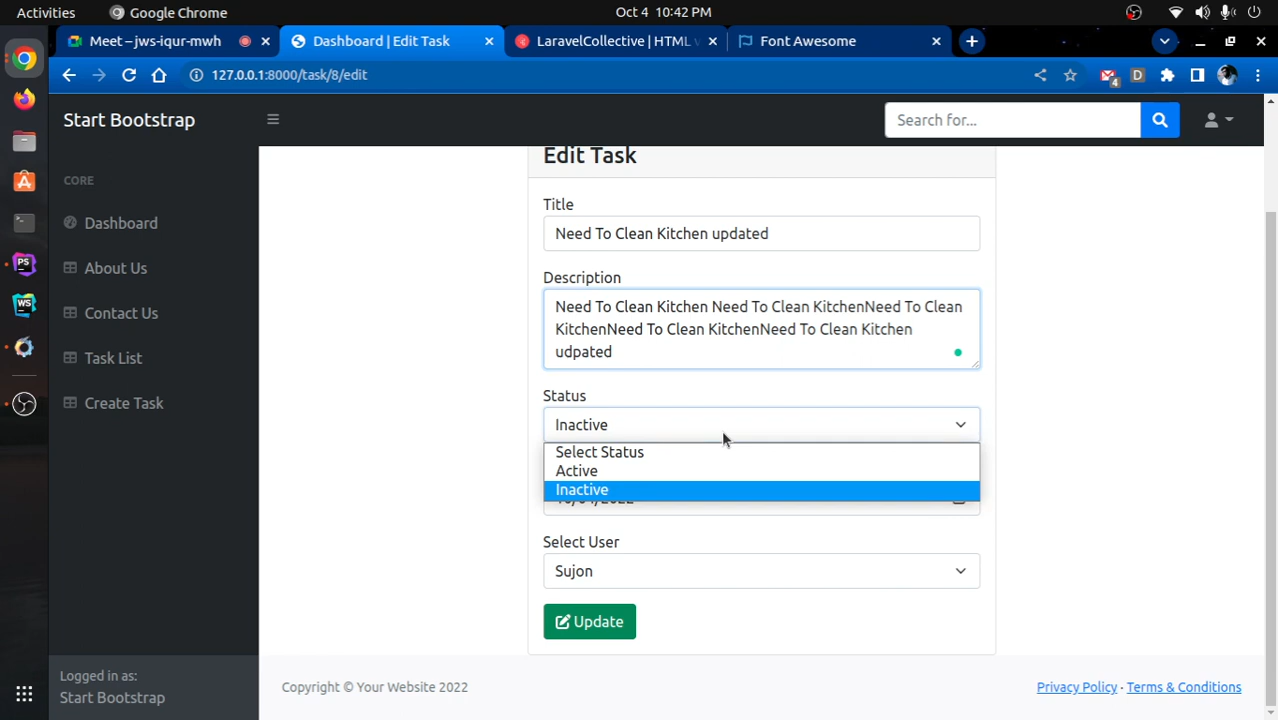 Activities
Google Chrome
Oct 4 10:42 PM
Meet – jws-iqur-mwh
Dashboard | Edit Task
LaravelCollective | HTML
Font Awesome
127.0.0.1:8000/task/8/edit
4
D
Start Bootstrap
Search for...
CORE
Dashboard
About Us
Contact Us
Task List
Create Task
Logged in as:
Start Bootstrap
Edit Task
Title
Need To Clean Kitchen updated
Description
Need To Clean Kitchen Need To Clean KitchenNeed To Clean
KitchenNeed To Clean KitchenNeed To Clean Kitchen
udpated
Status
Inactive
Select Status
Active
Inactive
Select User
Sujon
Update
Copyright © Your Website 2022
Privacy Policy · Terms & Conditions
PS
WS